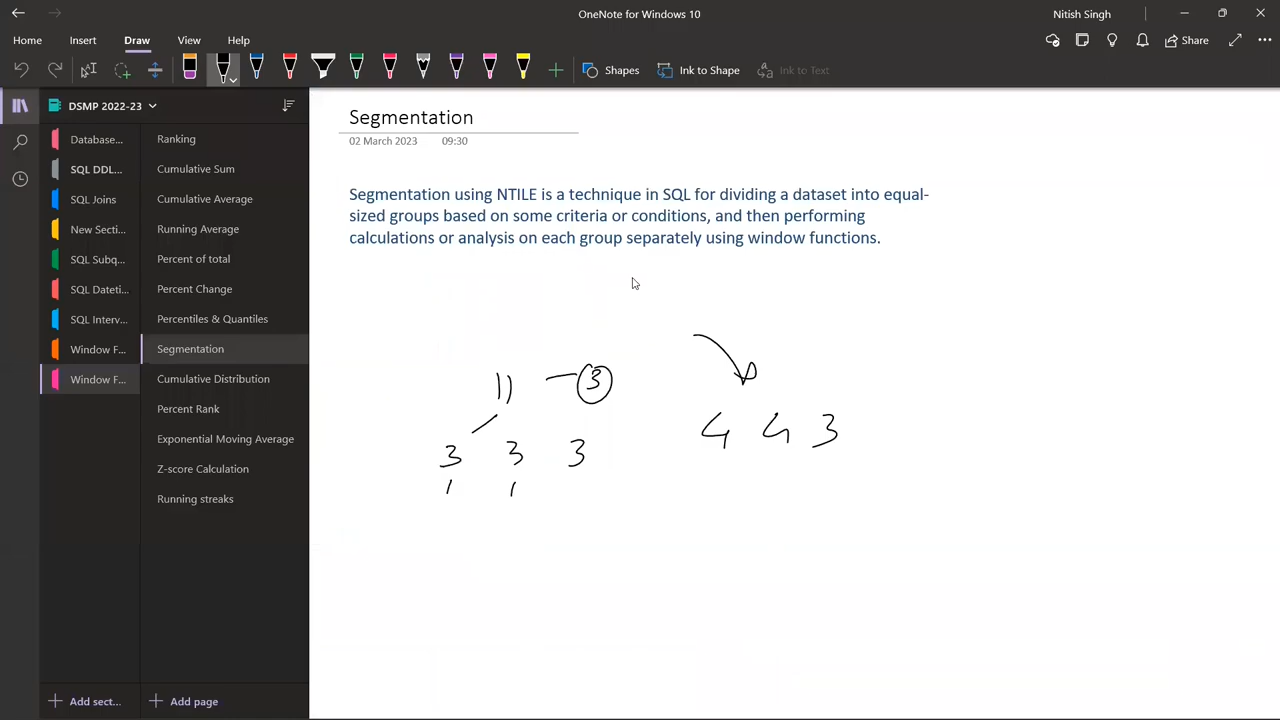 OneNote for Windows 10
Nitish Singh
Home Insert Draw View Help
Share
Shapes
Ink to Shape
Ink to Text
DSMP 2022-23
Database...
SQL DDL...
SQL Joins
New Secti...
SQL Subq...
SQL Dateti...
SQL Interv...
Window F...
Window F...
Add sect...
Ranking
Cumulative Sum
Cumulative Average
Running Average
Percent of total
Percent Change
Percentiles & Quantiles
Segmentation
Cumulative Distribution
Percent Rank
Exponential Moving Average
Z-score Calculation
Running streaks
Add page
Segmentation
02 March 2023 09:30
Segmentation using NTILE is a technique in SQL for dividing a dataset into equal-
sized groups based on some criteria or conditions, and then performing
calculations or analysis on each group separately using window functions.
11 — 3
3 3 3
1 1
4 4 3